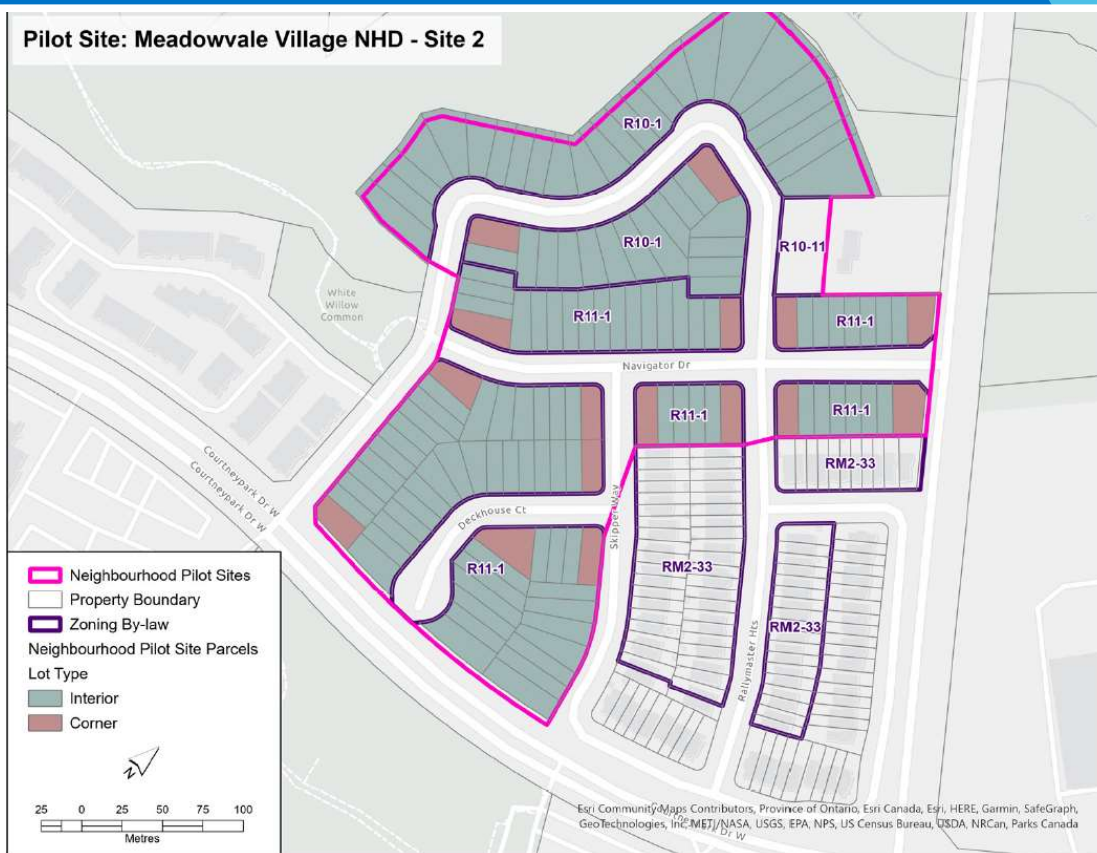 Pilot Site: Meadowvale Village NHD - Site 2
R10-1
R10-1
R10-11
White
Willow
Common
R11-1
R11-1
Navigator Dr
R11-1
R11-1
RM2-33
Courtneypark Dr W
Courtneypark Dr W
Deckhouse Ct
Skipper Way
R11-1
RM2-33
RM2-33
Rallymaster Hts
Neighbourhood Pilot Sites
Property Boundary
Zoning By-law
Neighbourhood Pilot Site Parcels
Lot Type
Interior
Corner
N
25 0 25 50 75 100
Metres
Esri Community Maps Contributors, Province of Ontario, Esri Canada, Esri, HERE, Garmin, SafeGraph,
GeoTechnologies, Inc, METI/NASA, USGS, EPA, NPS, US Census Bureau, USDA, NRCan, Parks Canada
Courtneypark Dr W